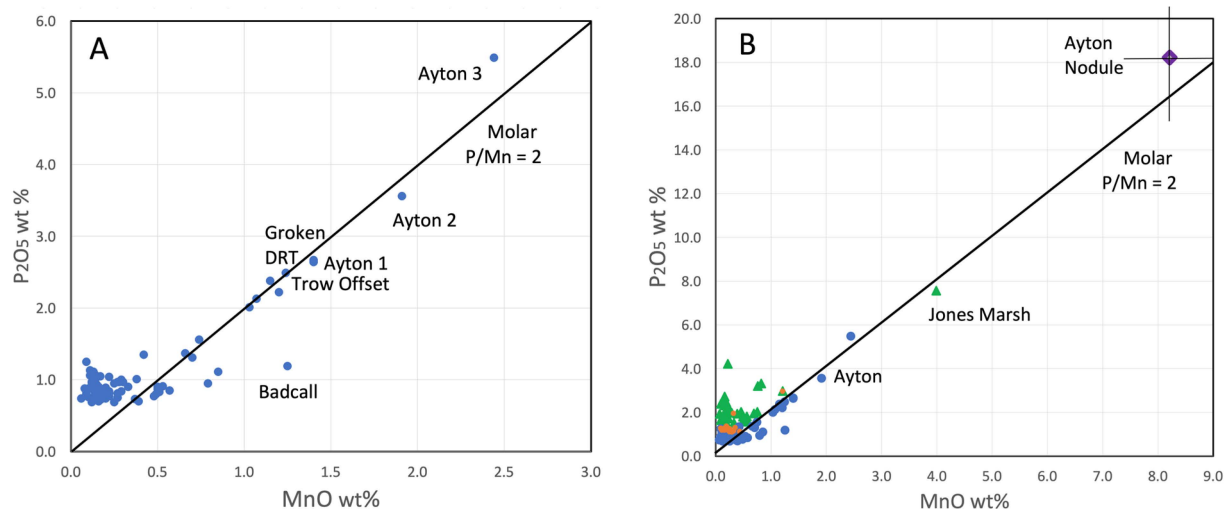 A
6.0
5.0
4.0
3.0
2.0
1.0
0.0
P2O5 wt %
0.0 0.5 1.0 1.5 2.0 2.5 3.0
MnO wt%
Ayton 3
Molar
P/Mn = 2
Ayton 2
Groken
DRT
Ayton 1
Trow Offset
Badcall
B
20.0
18.0
16.0
14.0
12.0
10.0
8.0
6.0
4.0
2.0
0.0
P2O5 wt %
0.0 1.0 2.0 3.0 4.0 5.0 6.0 7.0 8.0 9.0
MnO wt%
Ayton
Nodule
Molar
P/Mn = 2
Jones Marsh
Ayton